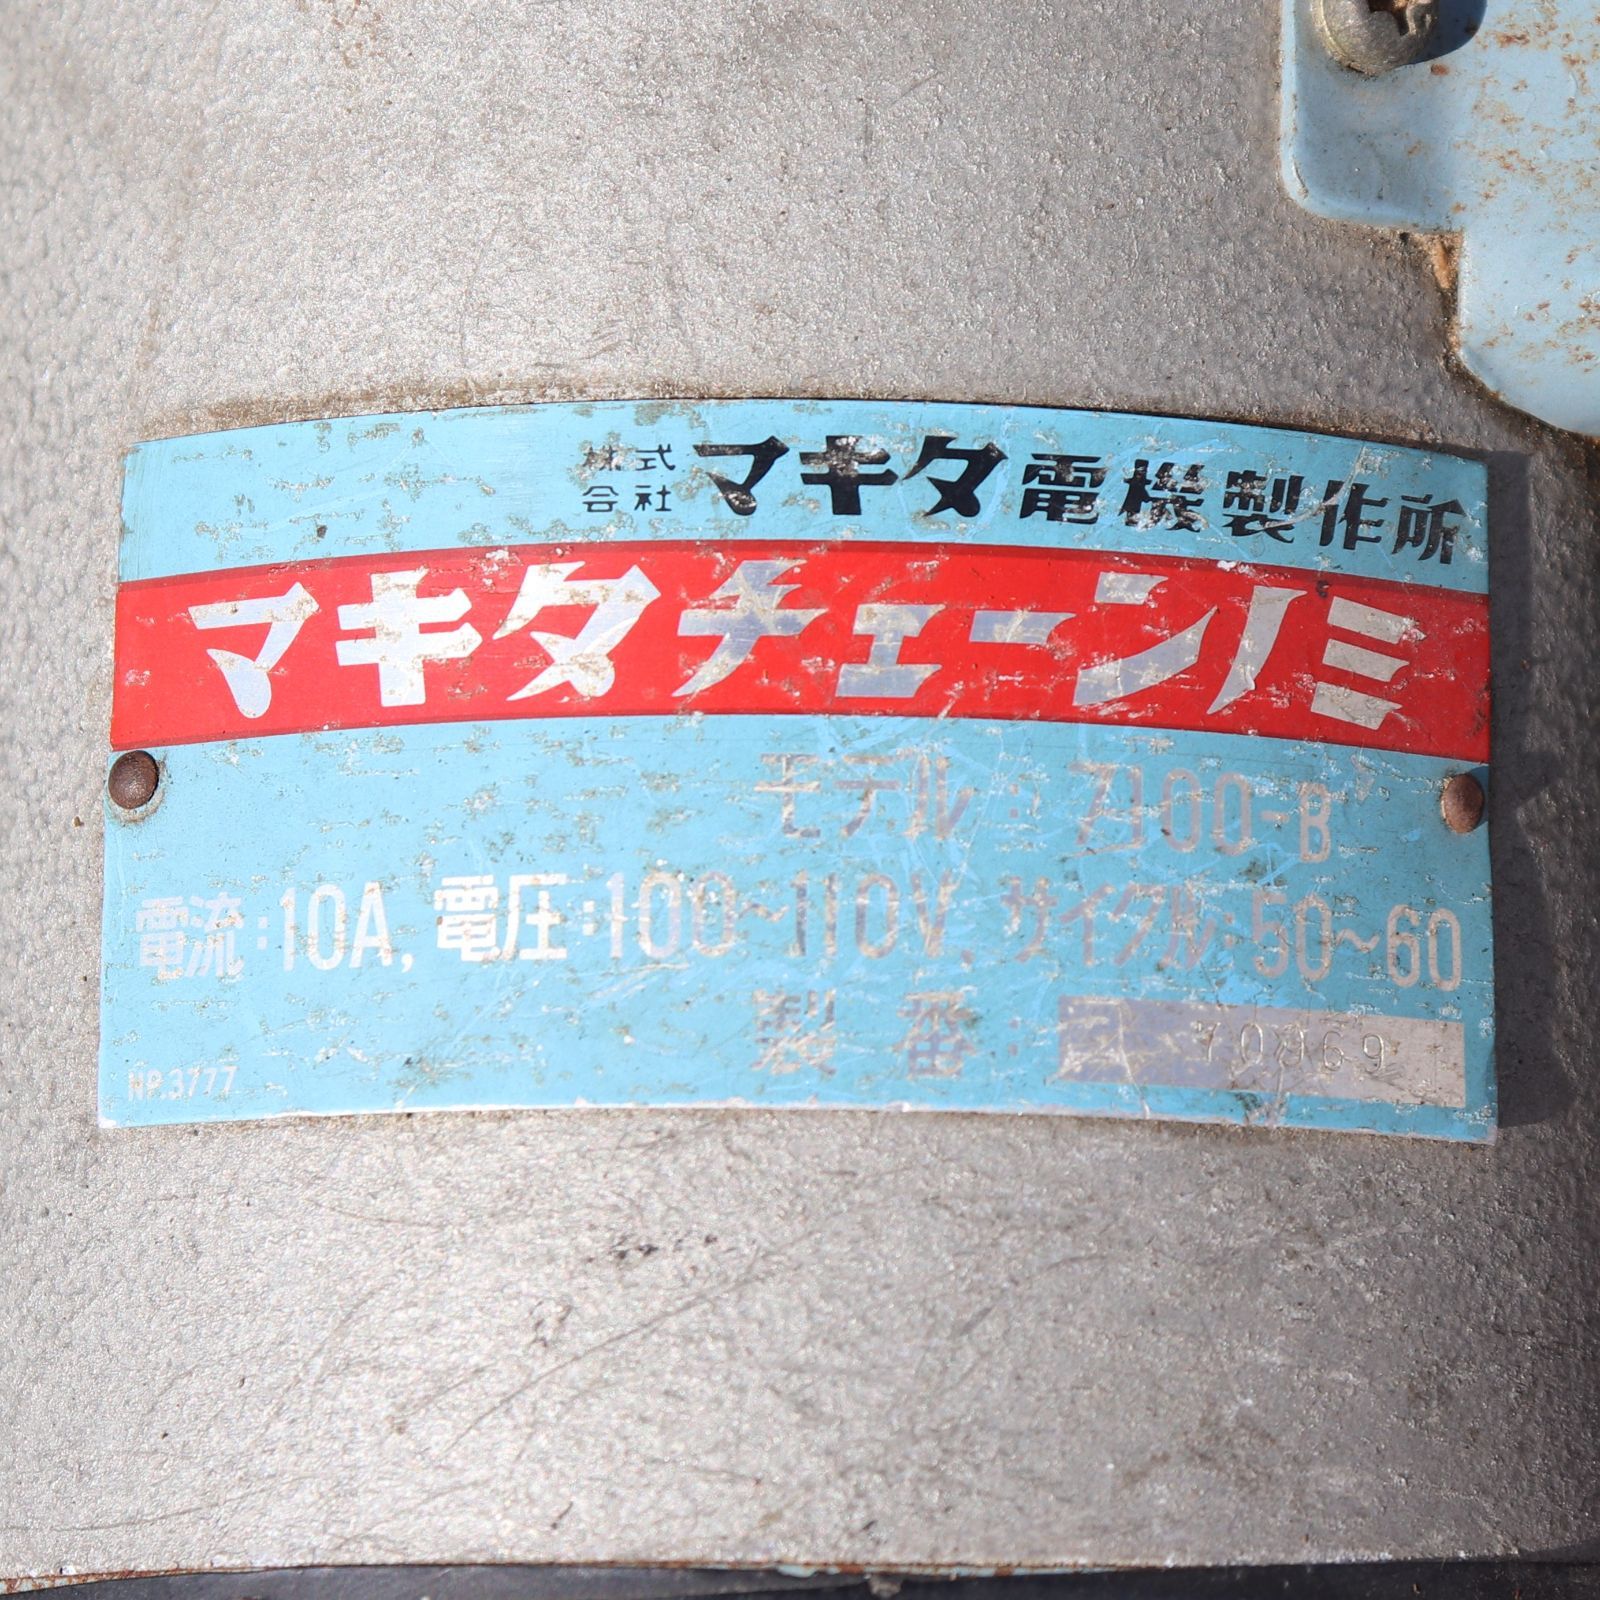 株式会社 マキタ電機製作所
マキタチェーンノミ
モデル: 7100-B
電流:10A, 電圧:100~110V, サイクル:50~60
製番: 70969
NP.3777